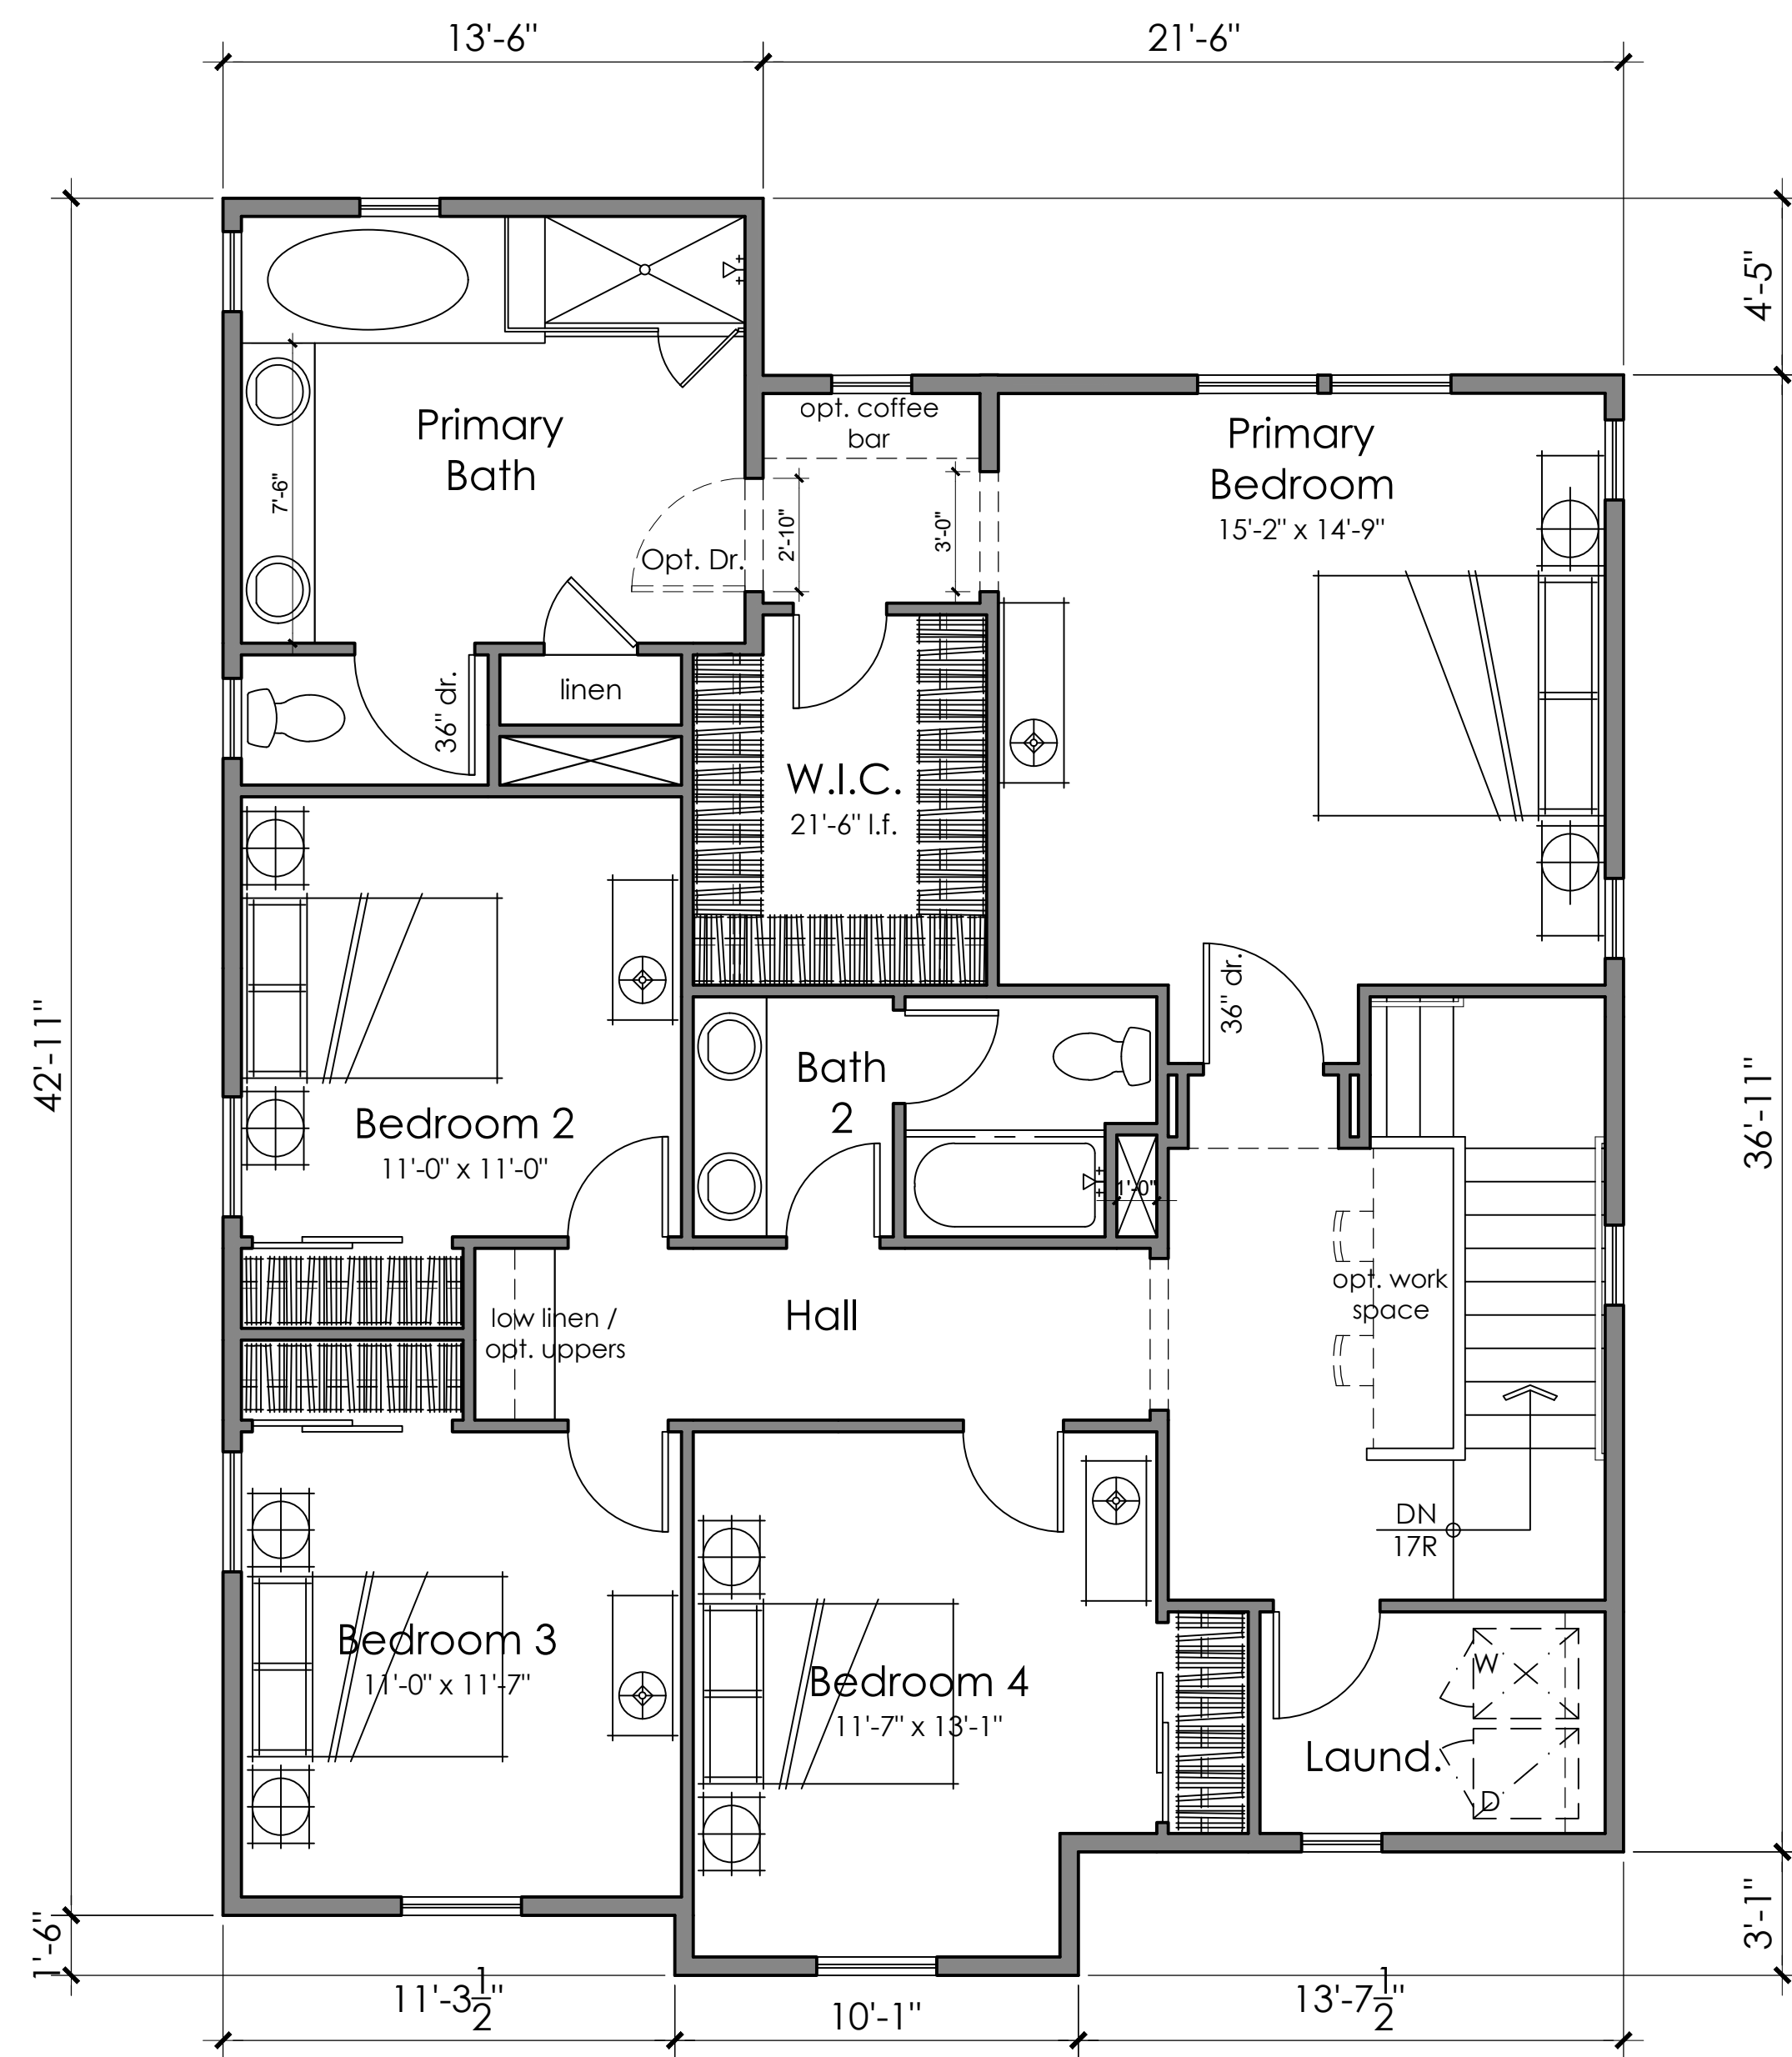 13'-6"
21'-6"
4'-5"
opt. coffee
bar
Primary
Bath
Primary
Bedroom
15'-2" x 14'-9"
7'-6"
2'-10"
3'-0"
Opt. Dr.
36" dr.
linen
W.I.C.
21'-6" l.f.
36" dr.
42'-11"
36'-11"
Bath
2
Bedroom 2
11'-0" x 11'-0"
1'-0"
opt. work
space
low linen /
opt. uppers
Hall
DN
17R
Bedroom 3
11'-0" x 11'-7"
Bedroom 4
11'-7" x 13'-1"
W
Laund.
D
1'-6"
3'-1"
11'-3 1/2"
10'-1"
13'-7 1/2"